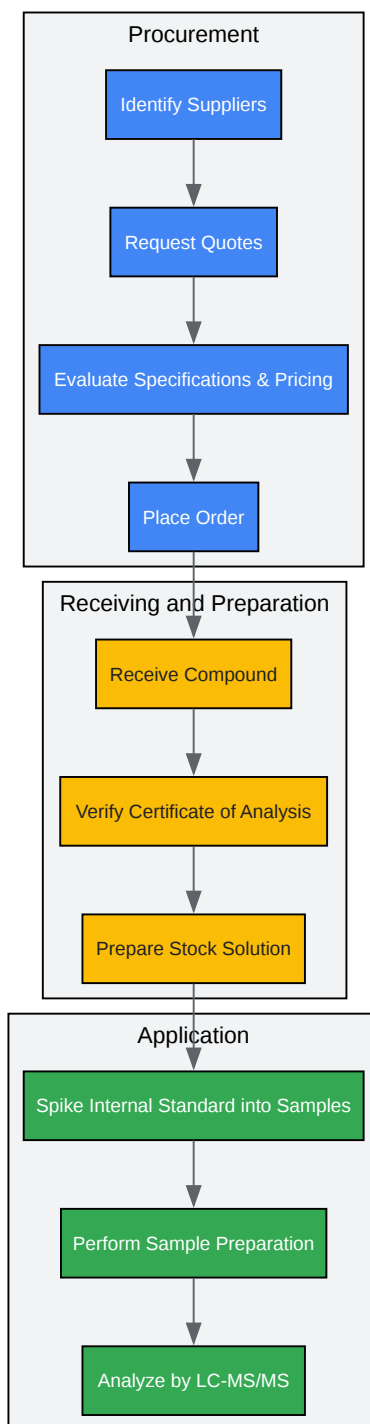 Procurement
Identify Suppliers
Request Quotes
Evaluate Specifications & Pricing
Place Order
Receiving and Preparation
Receive Compound
Verify Certificate of Analysis
Prepare Stock Solution
Application
Spike Internal Standard into Samples
Perform Sample Preparation
Analyze by LC-MS/MS